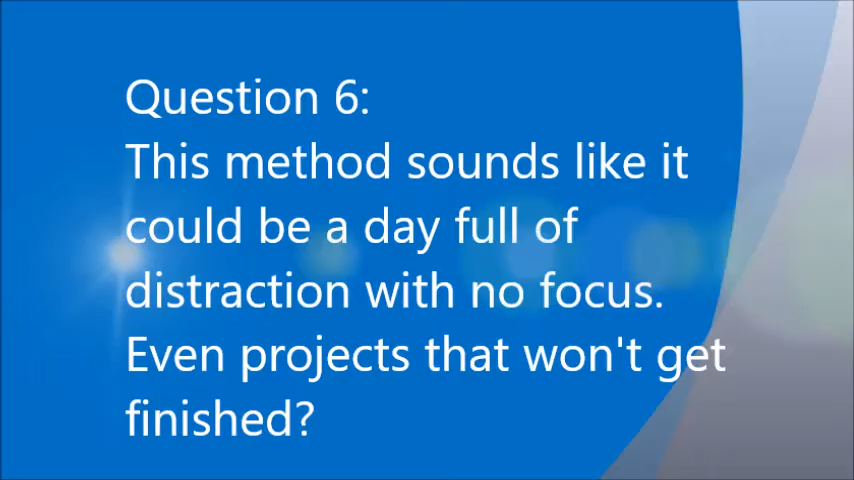 Question 6:
This method sounds like it
could be a day full of
distraction with no focus.
Even projects that won't get
finished?